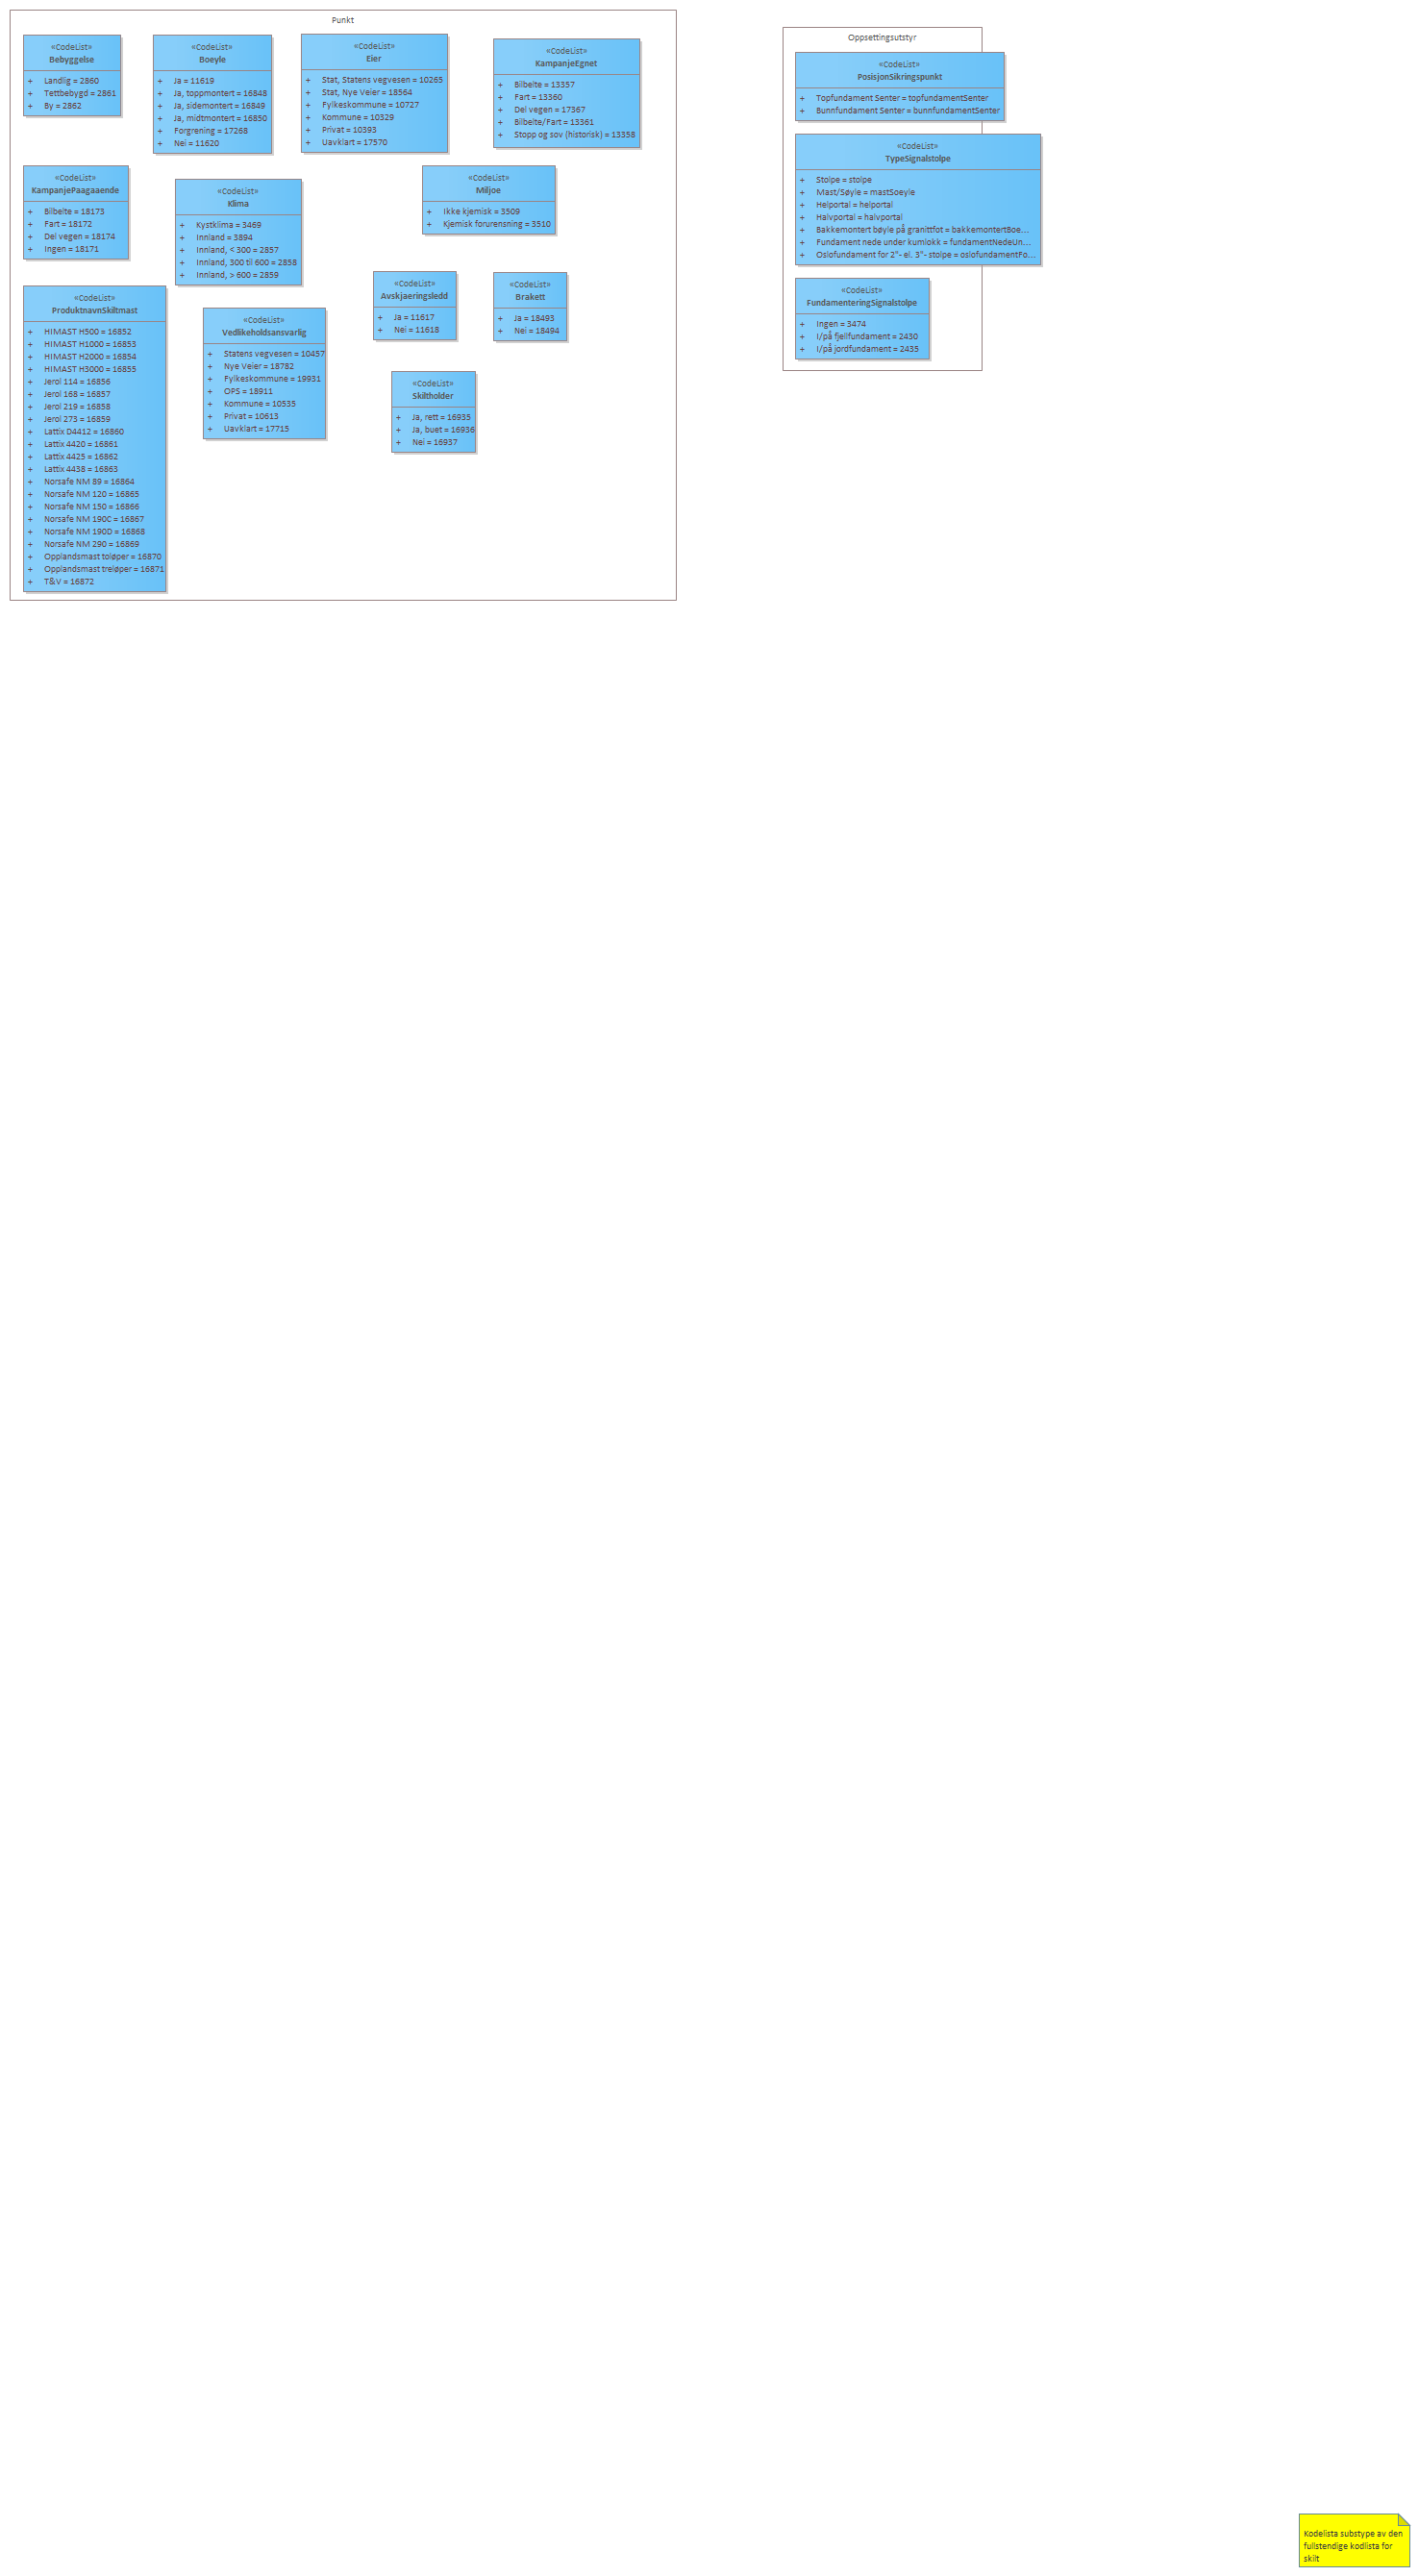 Punkt
«CodeList»
Bebyggelse
+ Landlig = 2860
+ Tettbebygd = 2861
+ By = 2862
«CodeList»
Boeyle
+ Ja = 11619
+ Ja, toppmontert = 16848
+ Ja, sidemontert = 16849
+ Ja, midtmontert = 16850
+ Forgrening = 17268
+ Nei = 11620
«CodeList»
Eier
+ Stat, Statens vegvesen = 10265
+ Stat, Nye Veier = 18564
+ Fylkeskommune = 10727
+ Kommune = 10329
+ Privat = 10393
+ Uavklart = 17570
«CodeList»
KampanjeEgnet
+ Bilbelte = 13357
+ Fart = 13360
+ Del vegen = 17367
+ Bilbelte/Fart = 13361
+ Stopp og sov (historisk) = 13358
«CodeList»
KampanjePaagaaende
+ Bilbelte = 18173
+ Fart = 18172
+ Del vegen = 18174
+ Ingen = 18171
«CodeList»
Klima
+ Kystklima = 3469
+ Innland = 3894
+ Innland, < 300 = 2857
+ Innland, 300 til 600 = 2858
+ Innland, > 600 = 2859
«CodeList»
Miljoe
+ Ikke kjemisk = 3509
+ Kjemisk forurensning = 3510
«CodeList»
ProduktnavnSkiltmast
+ HIMAST H500 = 16852
+ HIMAST H1000 = 16853
+ HIMAST H2000 = 16854
+ HIMAST H3000 = 16855
+ Jerol 114 = 16856
+ Jerol 168 = 16857
+ Jerol 219 = 16858
+ Jerol 273 = 16859
+ Lattix D4412 = 16860
+ Lattix 4420 = 16861
+ Lattix 4425 = 16862
+ Lattix 4438 = 16863
+ Norsafe NM 89 = 16864
+ Norsafe NM 120 = 16865
+ Norsafe NM 150 = 16866
+ Norsafe NM 190C = 16867
+ Norsafe NM 190D = 16868
+ Norsafe NM 290 = 16869
+ Opplandsmast toløper = 16870
+ Opplandsmast treløper = 16871
+ T&V = 16872
«CodeList»
Vedlikeholdsansvarlig
+ Statens vegvesen = 10457
+ Nye Veier = 18782
+ Fylkeskommune = 19931
+ OPS = 18911
+ Kommune = 10535
+ Privat = 10613
+ Uavklart = 17715
«CodeList»
Avskjaeringsledd
+ Ja = 11617
+ Nei = 11618
«CodeList»
Brakett
+ Ja = 18493
+ Nei = 18494
«CodeList»
Skiltholder
+ Ja, rett = 16935
+ Ja, buet = 16936
+ Nei = 16937
Oppsettingsutstyr
«CodeList»
PosisjonSikringspunkt
+ Topfundament Senter = topfundamentSenter
+ Bunnfundament Senter = bunnfundamentSenter
«CodeList»
TypeSignalstolpe
+ Stolpe = stolpe
+ Mast/Søyle = mastSoeyle
+ Helportal = helportal
+ Halvportal = halvportal
+ Bakkemontert bøyle på granittfot = bakkemontertBoe...
+ Fundament nede under kumlokk = fundamentNedeUn...
+ Oslofundament for 2"- el. 3"- stolpe = oslofundamentFo...
«CodeList»
FundamenteringSignalstolpe
+ Ingen = 3474
+ I/på fjellfundament = 2430
+ I/på jordfundament = 2435
Kodelista substype av den
fullstendige kodlista for
skilt